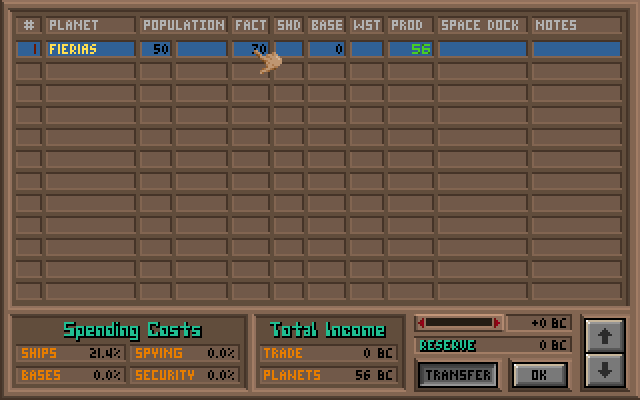 # PLANET POPULATION FACT SHD BASE WST PROD SPACE DOCK NOTES
1 FIERIAS 50 70 0 56
Spending Costs
SHIPS 21.4% SPYING 0.0%
BASES 0.0% SECURITY 0.0%
Total Income
TRADE 0 BC
PLANETS 56 BC
+0 BC
RESERVE 0 BC
TRANSFER OK